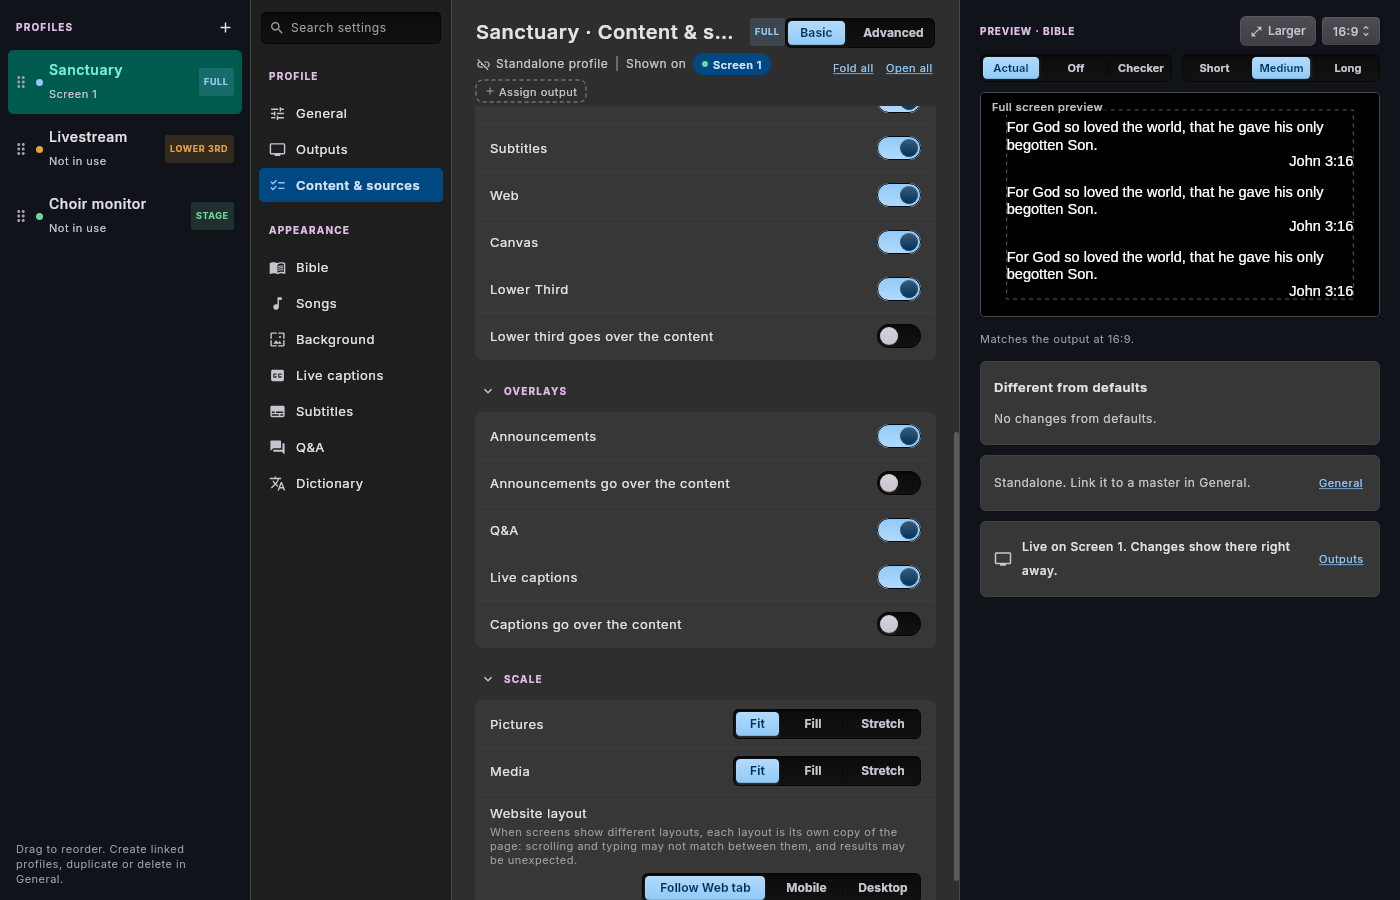 PROFILES
Sanctuary
Screen 1
FULL
Livestream
Not in use
LOWER 3RD
Choir monitor
Not in use
STAGE
Drag to reorder. Create linked
profiles, duplicate or delete in
General.
Search settings
PROFILE
General
Outputs
Content & sources
APPEARANCE
Bible
Songs
Background
Live captions
Subtitles
Q&A
Dictionary
Sanctuary · Content & s...
FULL
Basic
Advanced
Standalone profile
Shown on
Screen 1
Fold all
Open all
Assign output
Subtitles
Web
Canvas
Lower Third
Lower third goes over the content
OVERLAYS
Announcements
Announcements go over the content
Q&A
Live captions
Captions go over the content
SCALE
Pictures
Fit
Fill
Stretch
Media
Fit
Fill
Stretch
Website layout
When screens show different layouts, each layout is its own copy of the
page: scrolling and typing may not match between them, and results may
be unexpected.
Follow Web tab
Mobile
Desktop
PREVIEW · BIBLE
Larger
16:9
Actual
Off
Checker
Short
Medium
Long
Full screen preview
For God so loved the world, that he gave his only
begotten Son.
John 3:16
For God so loved the world, that he gave his only
begotten Son.
John 3:16
For God so loved the world, that he gave his only
begotten Son.
John 3:16
Matches the output at 16:9.
Different from defaults
No changes from defaults.
Standalone. Link it to a master in General.
General
Live on Screen 1. Changes show there right
away.
Outputs